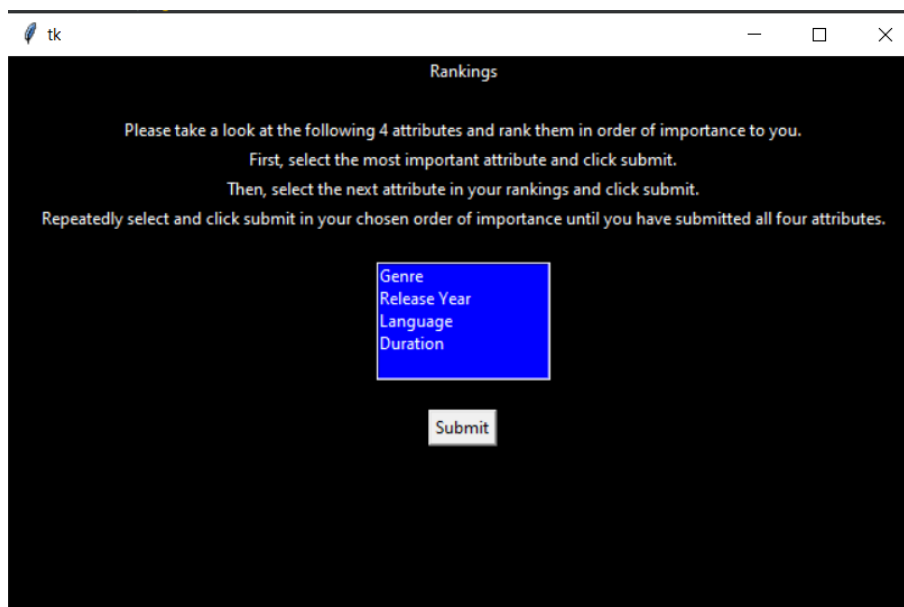 tk
Rankings
Please take a look at the following 4 attributes and rank them in order of importance to you.
First, select the most important attribute and click submit.
Then, select the next attribute in your rankings and click submit.
Repeatedly select and click submit in your chosen order of importance until you have submitted all four attributes.
Genre
Release Year
Language
Duration
Submit